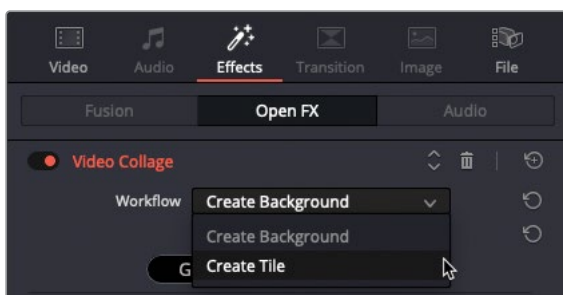 Video Audio Effects Transition Image File
Fusion Open FX Audio
Video Collage
Workflow Create Background
Create Background
G Create Tile